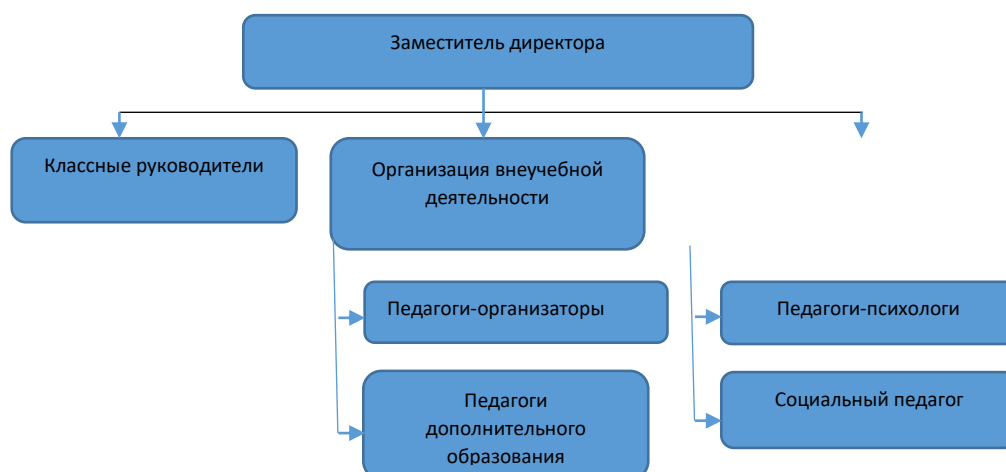 Заместитель директора
Классные руководители
Организация внеучебной
деятельности
Педагоги-организаторы
Педагоги-психологи
Педагоги
дополнительного
образования
Социальный педагог